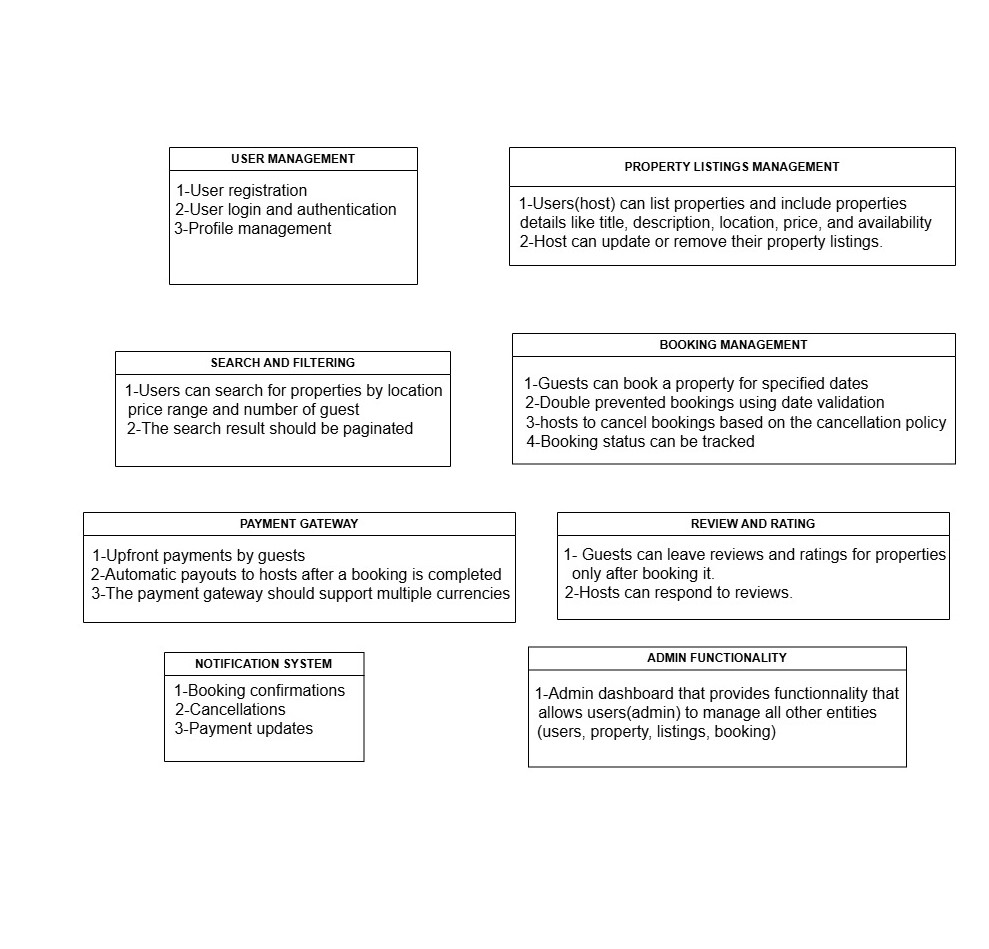 USER MANAGEMENT
1-User registration
2-User login and authentication
3-Profile management
PROPERTY LISTINGS MANAGEMENT
1-Users(host) can list properties and include properties
details like title, description, location, price, and availability
2-Host can update or remove their property listings.
SEARCH AND FILTERING
1-Users can search for properties by location
price range and number of guest
2-The search result should be paginated
BOOKING MANAGEMENT
1-Guests can book a property for specified dates
2-Double prevented bookings using date validation
3-hosts to cancel bookings based on the cancellation policy
4-Booking status can be tracked
PAYMENT GATEWAY
1-Upfront payments by guests
2-Automatic payouts to hosts after a booking is completed
3-The payment gateway should support multiple currencies
REVIEW AND RATING
1- Guests can leave reviews and ratings for properties
only after booking it.
2-Hosts can respond to reviews.
NOTIFICATION SYSTEM
1-Booking confirmations
2-Cancellations
3-Payment updates
ADMIN FUNCTIONALITY
1-Admin dashboard that provides functionnality that
allows users(admin) to manage all other entities
(users, property, listings, booking)